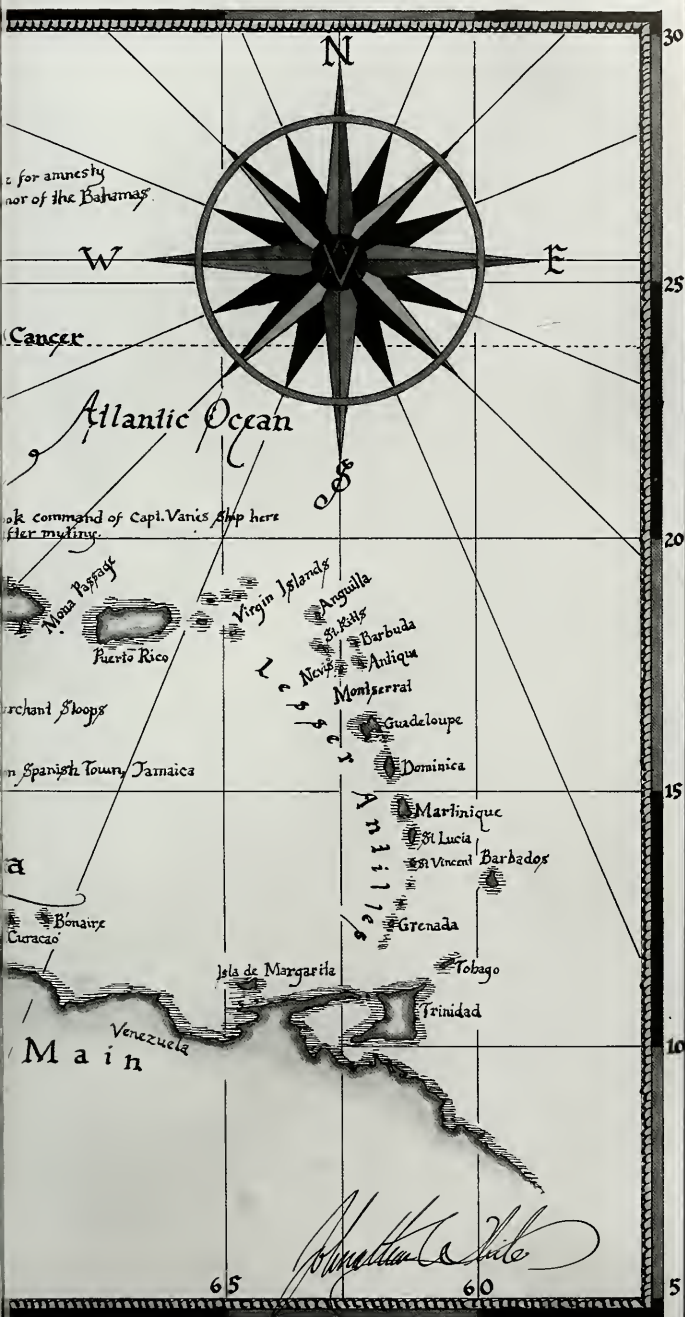 30
N
for amnesty
nor of the Bahamas.
W
E
25
Cancer
Atlantic Ocean
S
ok command of Capt. Vane's ship here
fter mutiny.
20
Mona Passage
Virgin Islands
Anguilla
St Kitts
Barbuda
Puerto Rico
Nevis
Antigua
Lesser Antilles
Montserrat
rchant Sloops
Guadeloupe
n Spanish Town, Jamaica
Dominica
15
Martinique
St Lucia
a
St Vincent
Barbados
Bonaire
Grenada
Curacao
Isla de Margarita
Tobago
Trinidad
Venezuela
10
Main
65
60
5